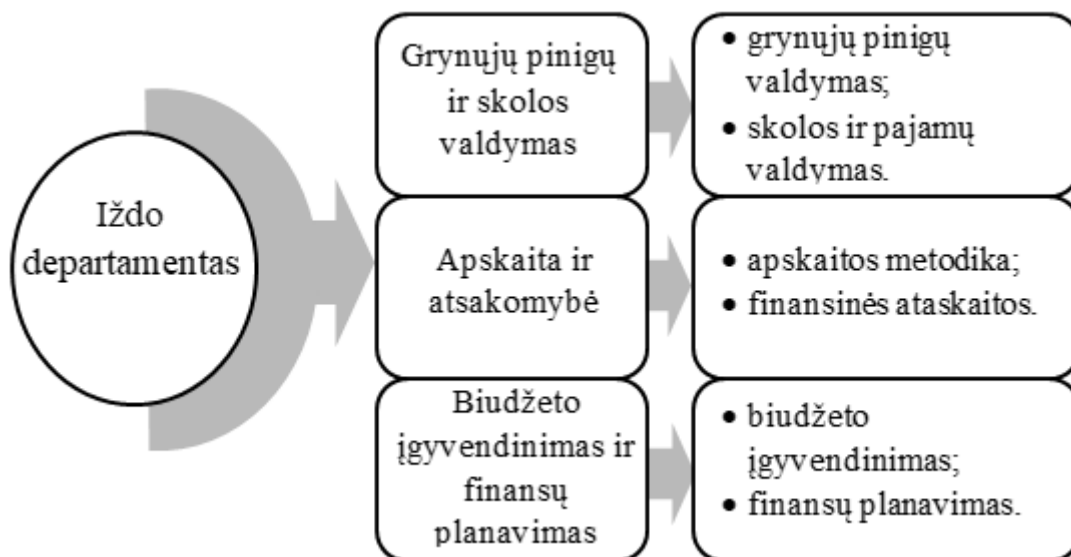 Iždo
departamentas
Grynųjų pinigų
ir skolos
valdymas
• grynųjų pinigų
valdymas;
• skolos ir pajamų
valdymas.
Apskaita ir
atsakomybė
• apskaitos metodika;
• finansinės ataskaitos.
Biudžeto
įgyvendinimas ir
finansų
planavimas
• biudžeto
įgyvendinimas;
• finansų planavimas.